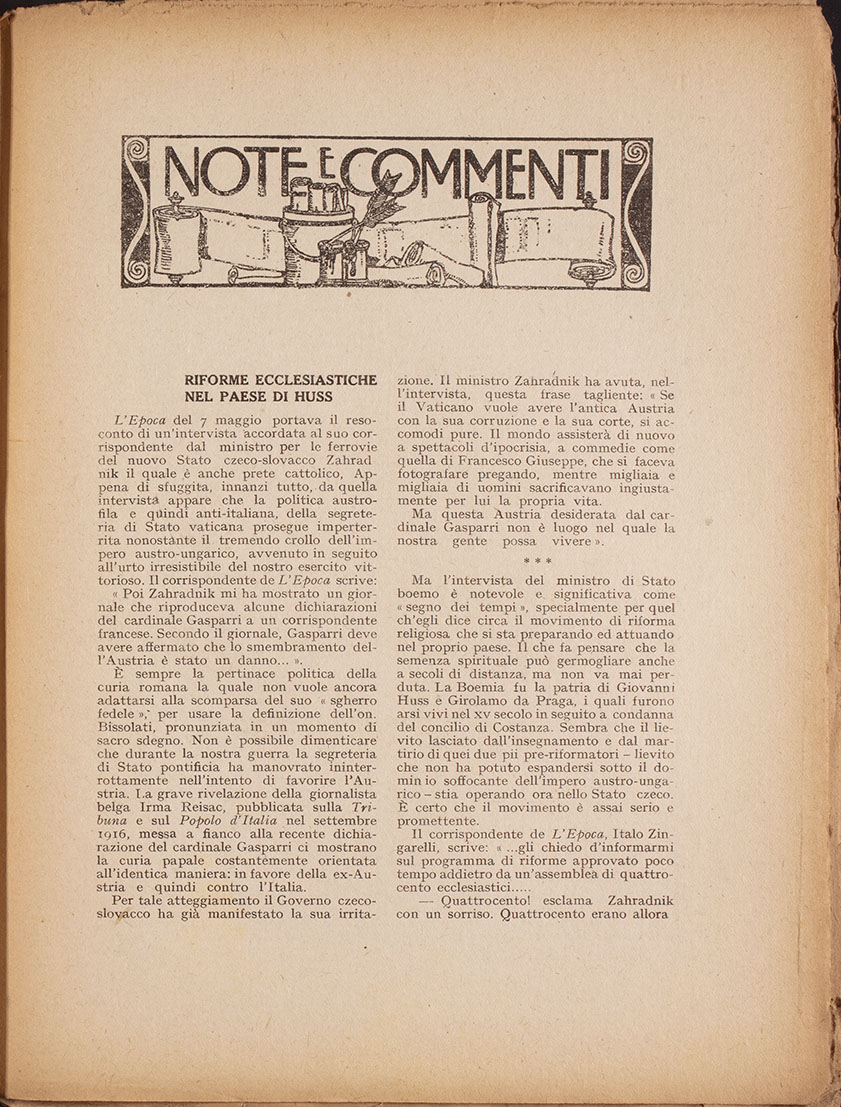 NOTE E COMMENTI
RIFORME ECCLESIASTICHE
NEL PAESE DI HUSS
L'Epoca del 7 maggio portava il reso-
conto di un'intervista accordata al suo cor-
rispondente dal ministro per le ferrovie
del nuovo Stato czeco-slovacco Zahrad
nik il quale è anche prete cattolico, Ap-
pena di sfuggita, innanzi tutto, da quella
intervista appare che la politica austro-
fila e quindi anti-italiana, della segrete-
ria di Stato vaticana prosegue imperter-
rita nonostante il tremendo crollo dell'im-
pero austro-ungarico, avvenuto in seguito
all'urto irresistibile del nostro esercito vit-
torioso. Il corrispondente de L'Epoca scrive:
« Poi Zahradnik mi ha mostrato un gior-
nale che riproduceva alcune dichiarazioni
del cardinale Gasparri a un corrispondente
francese. Secondo il giornale, Gasparri deve
avere affermato che lo smembramento del-
l'Austria è stato un danno... ».
È sempre la pertinace politica della
curia romana la quale non vuole ancora
adattarsi alla scomparsa del suo « sgherro
fedele », per usare la definizione dell'on.
Bissolati, pronunziata in un momento di
sacro sdegno. Non è possibile dimenticare
che durante la nostra guerra la segreteria
di Stato pontificia ha manovrato ininter-
rottamente nell'intento di favorire l'Au-
stria. La grave rivelazione della giornalista
belga Irma Reisac, pubblicata sulla Tri-
buna e sul Popolo d'Italia nel settembre
1916, messa a fianco alla recente dichia-
razione del cardinale Gasparri ci mostrano
la curia papale costantemente orientata
all'identica maniera: in favore della ex-Au-
stria e quindi contro l'Italia.
Per tale atteggiamento il Governo czeco-
slovacco ha già manifestato la sua irrita-
zione. Il ministro Zahradnik ha avuta, nel-
l'intervista, questa frase tagliente: « Se
il Vaticano vuole avere l'antica Austria
con la sua corruzione e la sua corte, si ac-
comodi pure. Il mondo assisterà di nuovo
a spettacoli d'ipocrisia, a commedie come
quella di Francesco Giuseppe, che si faceva
fotografare pregando, mentre migliaia e
migliaia di uomini sacrificavano ingiusta-
mente per lui la propria vita.
Ma questa Austria desiderata dal car-
dinale Gasparri non è luogo nel quale la
nostra gente possa vivere ».
* * *
Ma l'intervista del ministro di Stato
boemo è notevole e significativa come
« segno dei tempi », specialmente per quel
ch'egli dice circa il movimento di riforma
religiosa che si sta preparando ed attuando
nel proprio paese. Il che fa pensare che la
semenza spirituale può germogliare anche
a secoli di distanza, ma non va mai per-
duta. La Boemia fu la patria di Giovanni
Huss e Girolamo da Praga, i quali furono
arsi vivi nel XV secolo in seguito a condanna
del concilio di Costanza. Sembra che il lie-
vito lasciato dall'insegnamento e dal mar-
tirio di quei due pii pre-riformatori – lievito
che non ha potuto espandersi sotto il do-
minio soffocante dell'impero austro-unga-
rico – stia operando ora nello Stato czeco.
È certo che il movimento è assai serio e
promettente.
Il corrispondente de L'Epoca, Italo Zin-
garelli, scrive: « ...gli chiedo d'informarmi
sul programma di riforme approvato poco
tempo addietro da un'assemblea di quattro-
cento ecclesiastici.....
— Quattrocento! esclama Zahradnik
con un sorriso. Quattrocento erano allora